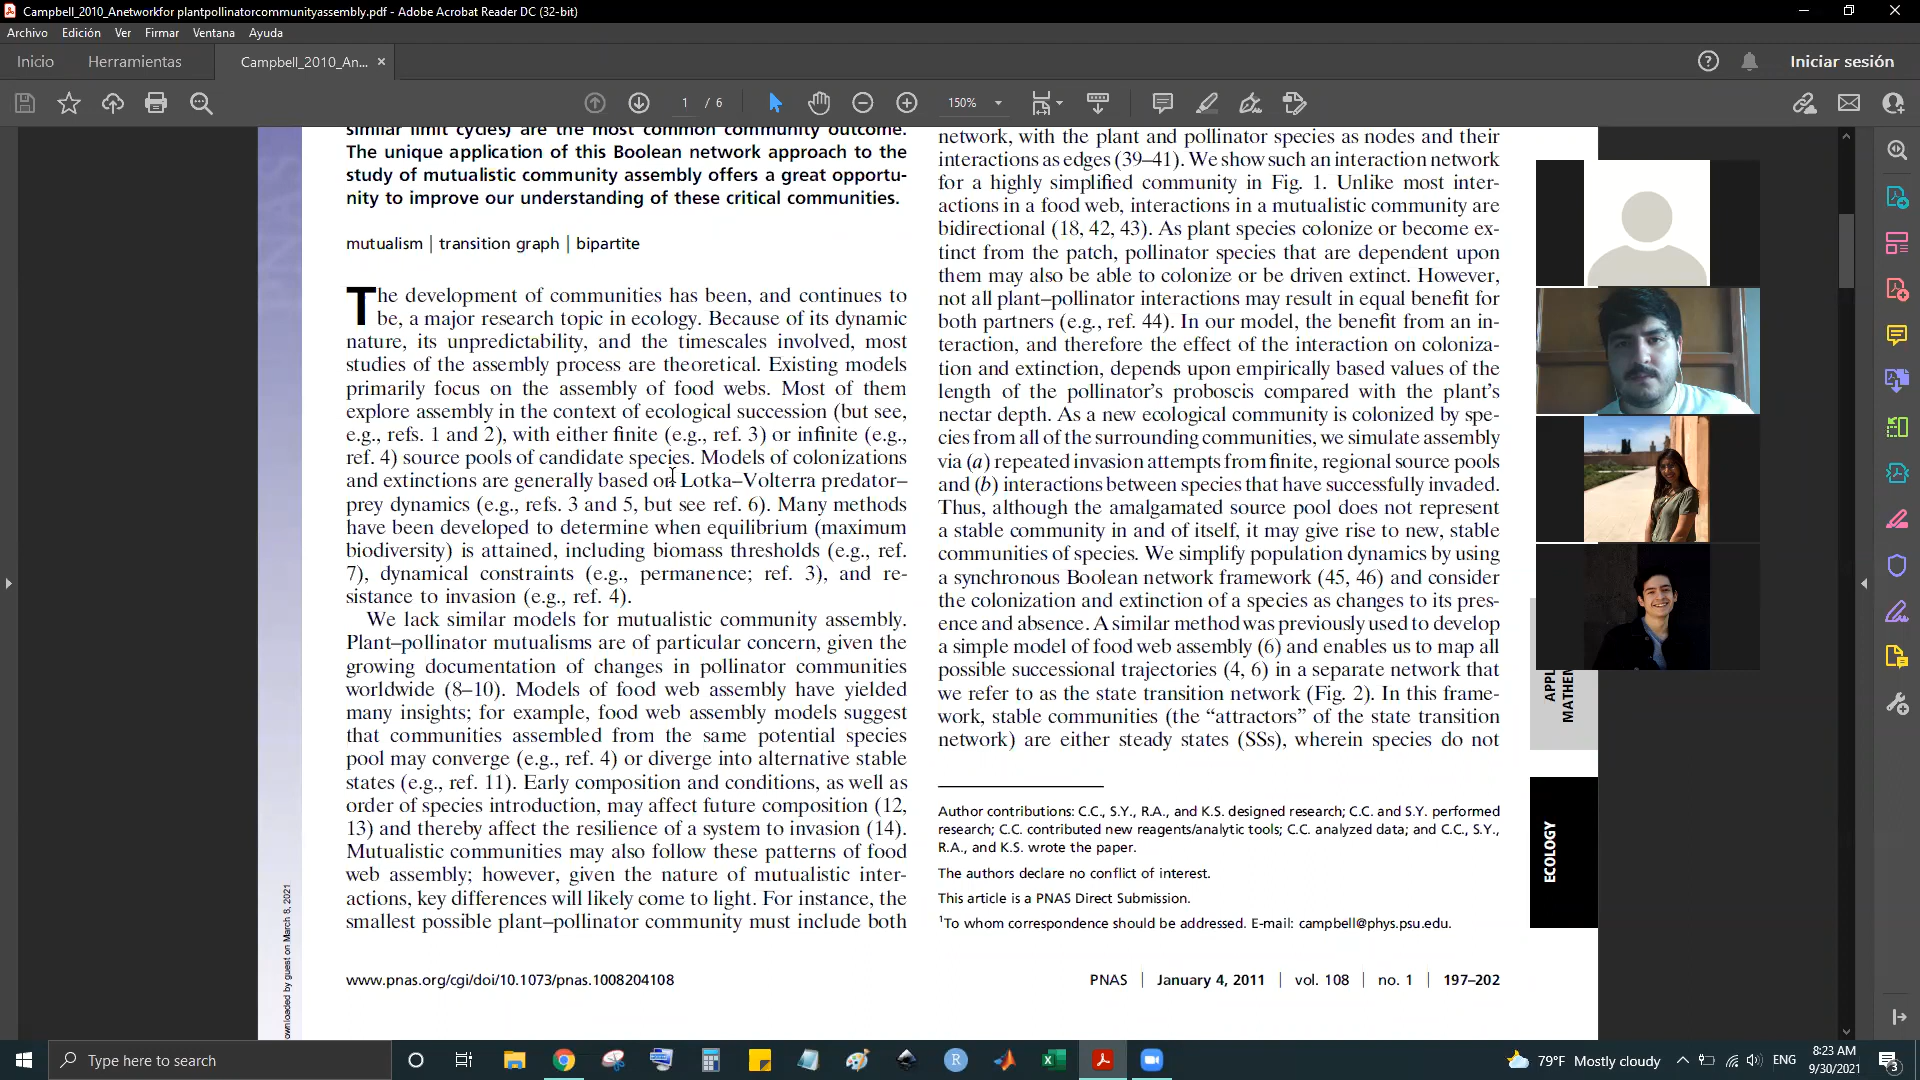 Campbell_2010_Anetworkfor plantpollinatorcommunityassembly.pdf - Adobe Acrobat Reader DC (32-bit)
Archivo Edición Ver Firmar Ventana Ayuda
Inicio Herramientas Campbell_2010_An... × Iniciar sesión
1 / 6 150%
similar limit cycles) are the most common community outcome.
The unique application of this Boolean network approach to the
study of mutualistic community assembly offers a great opportu-
nity to improve our understanding of these critical communities.
mutualism | transition graph | bipartite
The development of communities has been, and continues to
be, a major research topic in ecology. Because of its dynamic
nature, its unpredictability, and the timescales involved, most
studies of the assembly process are theoretical. Existing models
primarily focus on the assembly of food webs. Most of them
explore assembly in the context of ecological succession (but see,
e.g., refs. 1 and 2), with either finite (e.g., ref. 3) or infinite (e.g.,
ref. 4) source pools of candidate species. Models of colonizations
and extinctions are generally based on Lotka–Volterra predator–
prey dynamics (e.g., refs. 3 and 5, but see ref. 6). Many methods
have been developed to determine when equilibrium (maximum
biodiversity) is attained, including biomass thresholds (e.g., ref.
7), dynamical constraints (e.g., permanence; ref. 3), and re-
sistance to invasion (e.g., ref. 4).
We lack similar models for mutualistic community assembly.
Plant–pollinator mutualisms are of particular concern, given the
growing documentation of changes in pollinator communities
worldwide (8–10). Models of food web assembly have yielded
many insights; for example, food web assembly models suggest
that communities assembled from the same potential species
pool may converge (e.g., ref. 4) or diverge into alternative stable
states (e.g., ref. 11). Early composition and conditions, as well as
order of species introduction, may affect future composition (12,
13) and thereby affect the resilience of a system to invasion (14).
Mutualistic communities may also follow these patterns of food
web assembly; however, given the nature of mutualistic inter-
actions, key differences will likely come to light. For instance, the
smallest possible plant–pollinator community must include both
network, with the plant and pollinator species as nodes and their
interactions as edges (39–41). We show such an interaction network
for a highly simplified community in Fig. 1. Unlike most inter-
actions in a food web, interactions in a mutualistic community are
bidirectional (18, 42, 43). As plant species colonize or become ex-
tinct from the patch, pollinator species that are dependent upon
them may also be able to colonize or be driven extinct. However,
not all plant–pollinator interactions may result in equal benefit for
both partners (e.g., ref. 44). In our model, the benefit from an in-
teraction, and therefore the effect of the interaction on coloniza-
tion and extinction, depends upon empirically based values of the
length of the pollinator's proboscis compared with the plant's
nectar depth. As a new ecological community is colonized by spe-
cies from all of the surrounding communities, we simulate assembly
via (a) repeated invasion attempts from finite, regional source pools
and (b) interactions between species that have successfully invaded.
Thus, although the amalgamated source pool does not represent
a stable community in and of itself, it may give rise to new, stable
communities of species. We simplify population dynamics by using
a synchronous Boolean network framework (45, 46) and consider
the colonization and extinction of a species as changes to its pres-
ence and absence. A similar method was previously used to develop
a simple model of food web assembly (6) and enables us to map all
possible successional trajectories (4, 6) in a separate network that
we refer to as the state transition network (Fig. 2). In this frame-
work, stable communities (the “attractors” of the state transition
network) are either steady states (SSs), wherein species do not
Author contributions: C.C., S.Y., R.A., and K.S. designed research; C.C. and S.Y. performed
research; C.C. contributed new reagents/analytic tools; C.C. analyzed data; and C.C., S.Y.,
R.A., and K.S. wrote the paper.
The authors declare no conflict of interest.
This article is a PNAS Direct Submission.
1To whom correspondence should be addressed. E-mail: campbell@phys.psu.edu.
www.pnas.org/cgi/doi/10.1073/pnas.1008204108
PNAS | January 4, 2011 | vol. 108 | no. 1 | 197–202
ownloaded by guest on March 8, 2021
APPL
MATHEM
ECOLOGY
Type here to search
79°F Mostly cloudy ENG
8:23 AM
9/30/2021
3